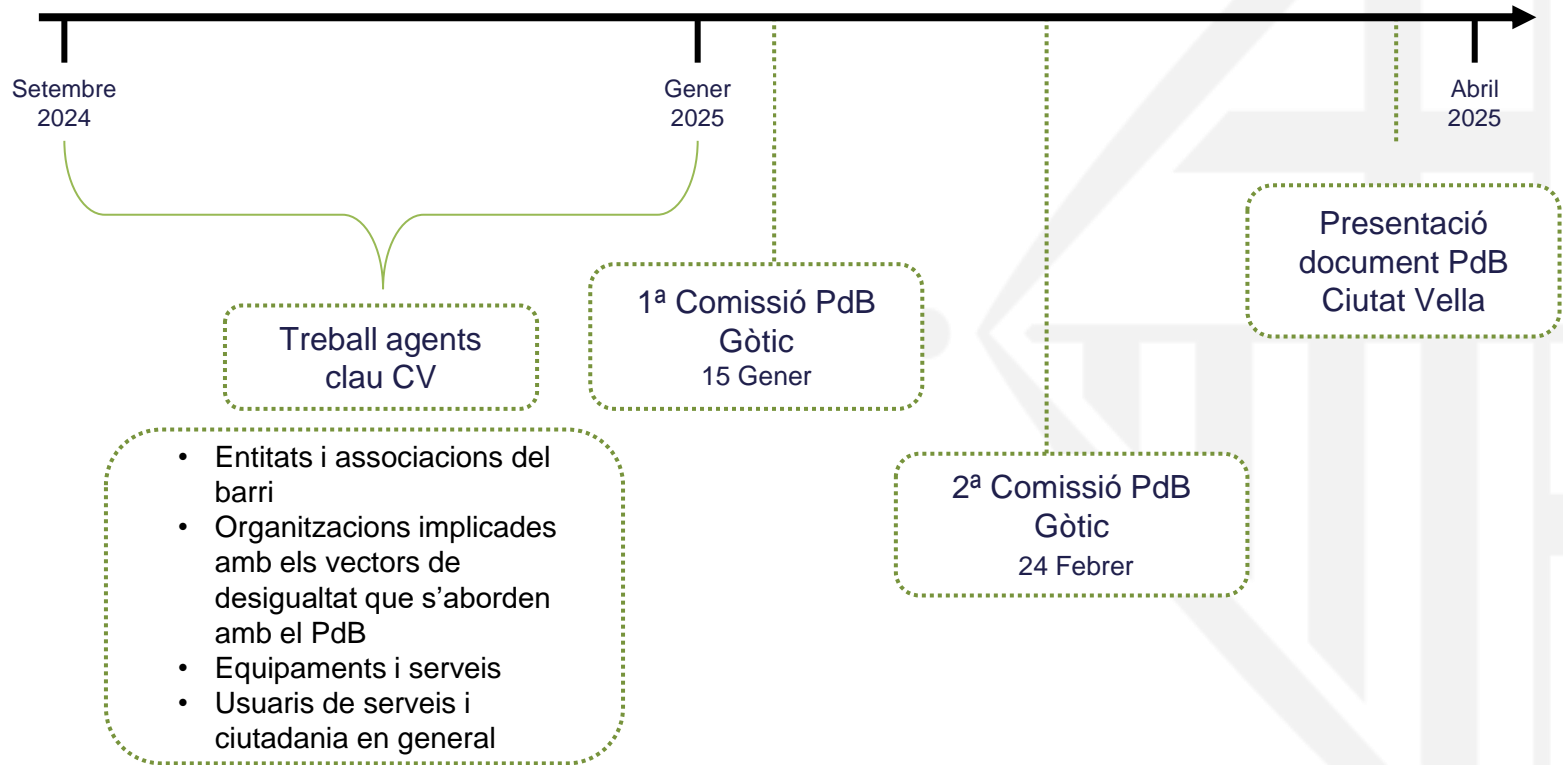 Setembre
2024
Gener
2025
Abril
2025
Treball agents
clau CV
• Entitats i associacions del
barri
• Organitzacions implicades
amb els vectors de
desigualtat que s’aborden
amb el PdB
• Equipaments i serveis
• Usuaris de serveis i
ciutadania en general
1ª Comissió PdB
Gòtic
15 Gener
2ª Comissió PdB
Gòtic
24 Febrer
Presentació
document PdB
Ciutat Vella